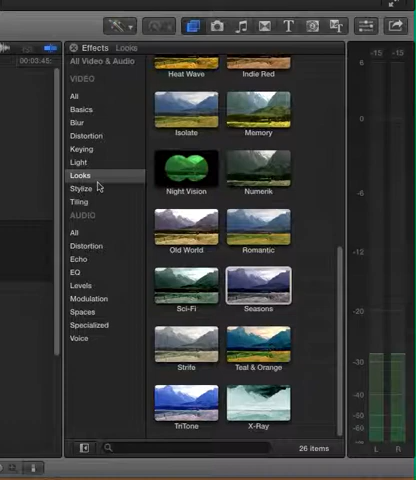 -15 -15
Effects Looks
00:03:45:
All Video & Audio
VIDEO
All
Basics
Blur
Distortion
Keying
Light
Looks
Stylize
Tiling
AUDIO
All
Distortion
Echo
EQ
Levels
Modulation
Spaces
Specialized
Voice
Heat Wave Indie Red
Isolate Memory
Night Vision Numeric
Old World Romantic
Sci-Fi Seasons
Strife Teal & Orange
TriTone X-Ray
26 items
6
0
-6
-12
-20
-30
-40
-50
-60
L R